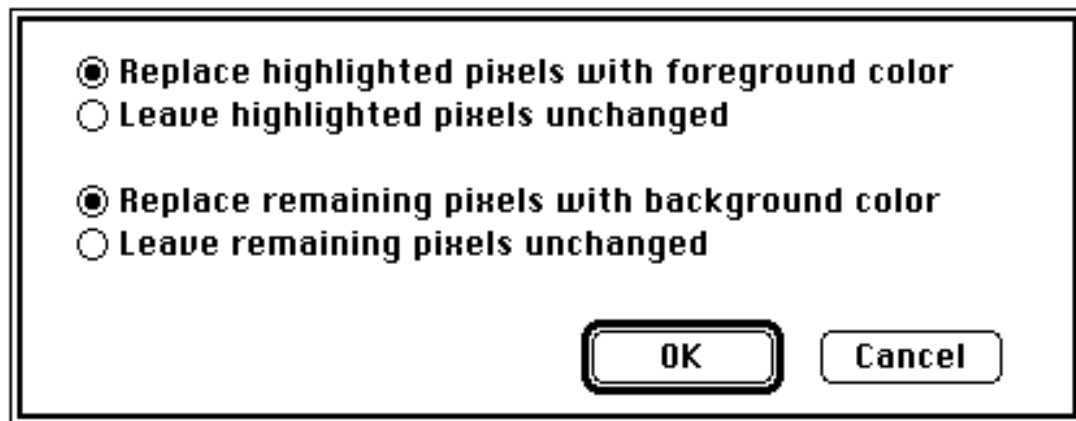 Replace highlighted pixels with foreground color
Leave highlighted pixels unchanged
Replace remaining pixels with background color
Leave remaining pixels unchanged
OK
Cancel